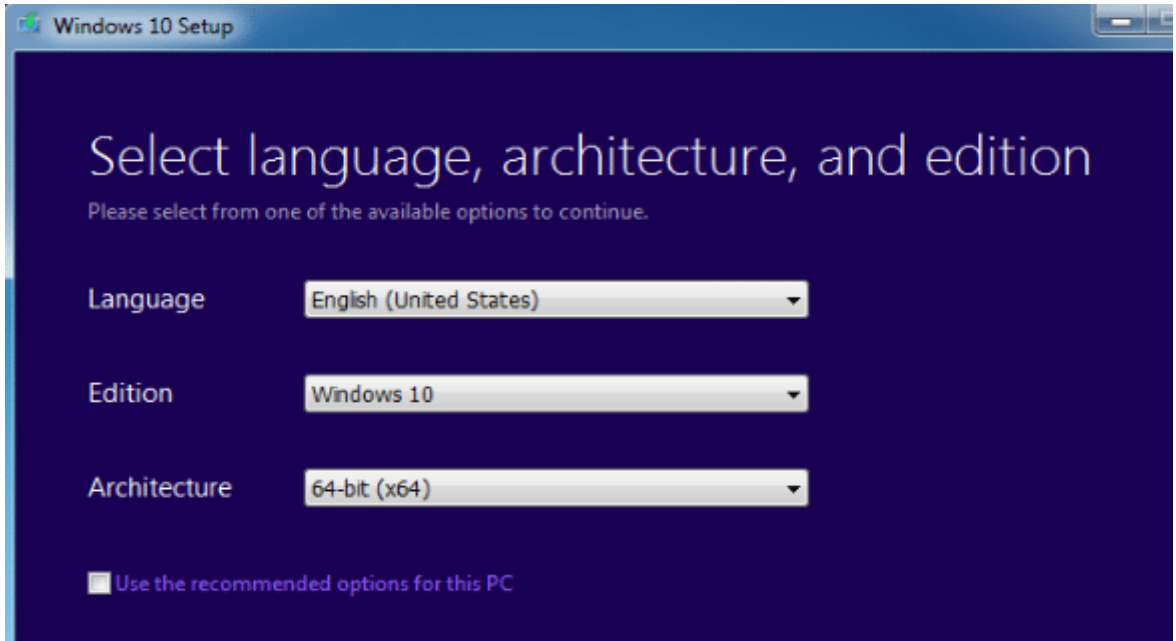 Windows 10 Setup
Select language, architecture, and edition
Please select from one of the available options to continue.
Language English (United States)
Edition Windows 10
Architecture 64-bit (x64)
Use the recommended options for this PC